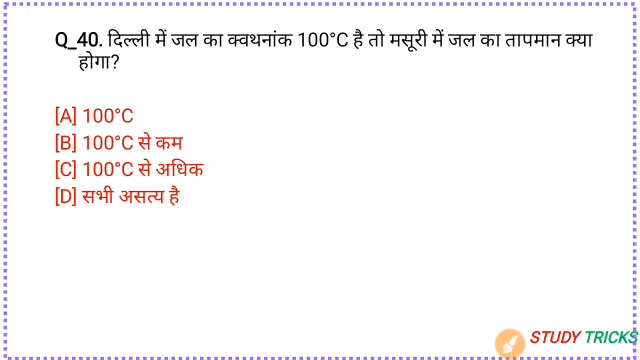 Q_40. दिल्ली में जल का क्वथनांक 100°C है तो मसूरी में जल का तापमान क्या
होगा?
[A] 100°C
[B] 100°C से कम
[C] 100°C से अधिक
[D] सभी असत्य है
STUDY TRICKS